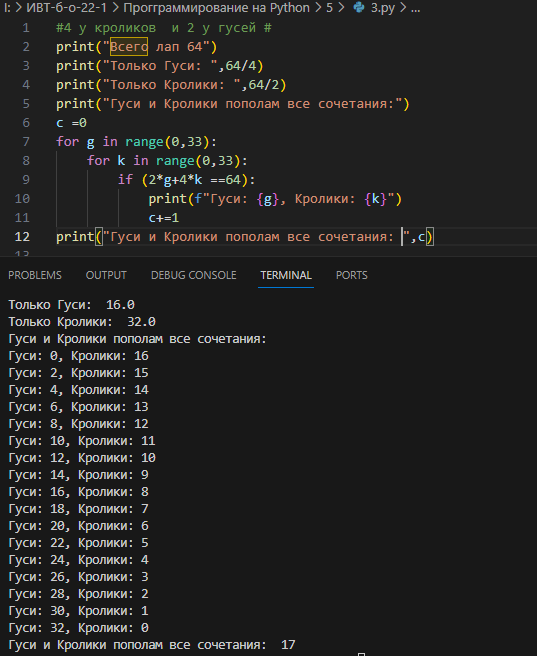 I: > ИВТ-б-о-22-1 > Программирование на Python > 5 > 3.py > ...
1 #4 у кроликов и 2 у гусей #
2 print("Всего лап 64")
3 print("Только Гуси: ",64/4)
4 print("Только Кролики: ",64/2)
5 print("Гуси и Кролики пополам все сочетания:")
6 c =0
7 for g in range(0,33):
8 for k in range(0,33):
9 if (2*g+4*k ==64):
10 print(f"Гуси: {g}, Кролики: {k}")
11 c+=1
12 print("Гуси и Кролики пополам все сочетания: ",c)
13
PROBLEMS OUTPUT DEBUG CONSOLE TERMINAL PORTS
Только Гуси:  16.0
Только Кролики:  32.0
Гуси и Кролики пополам все сочетания:
Гуси: 0, Кролики: 16
Гуси: 2, Кролики: 15
Гуси: 4, Кролики: 14
Гуси: 6, Кролики: 13
Гуси: 8, Кролики: 12
Гуси: 10, Кролики: 11
Гуси: 12, Кролики: 10
Гуси: 14, Кролики: 9
Гуси: 16, Кролики: 8
Гуси: 18, Кролики: 7
Гуси: 20, Кролики: 6
Гуси: 22, Кролики: 5
Гуси: 24, Кролики: 4
Гуси: 26, Кролики: 3
Гуси: 28, Кролики: 2
Гуси: 30, Кролики: 1
Гуси: 32, Кролики: 0
Гуси и Кролики пополам все сочетания:  17